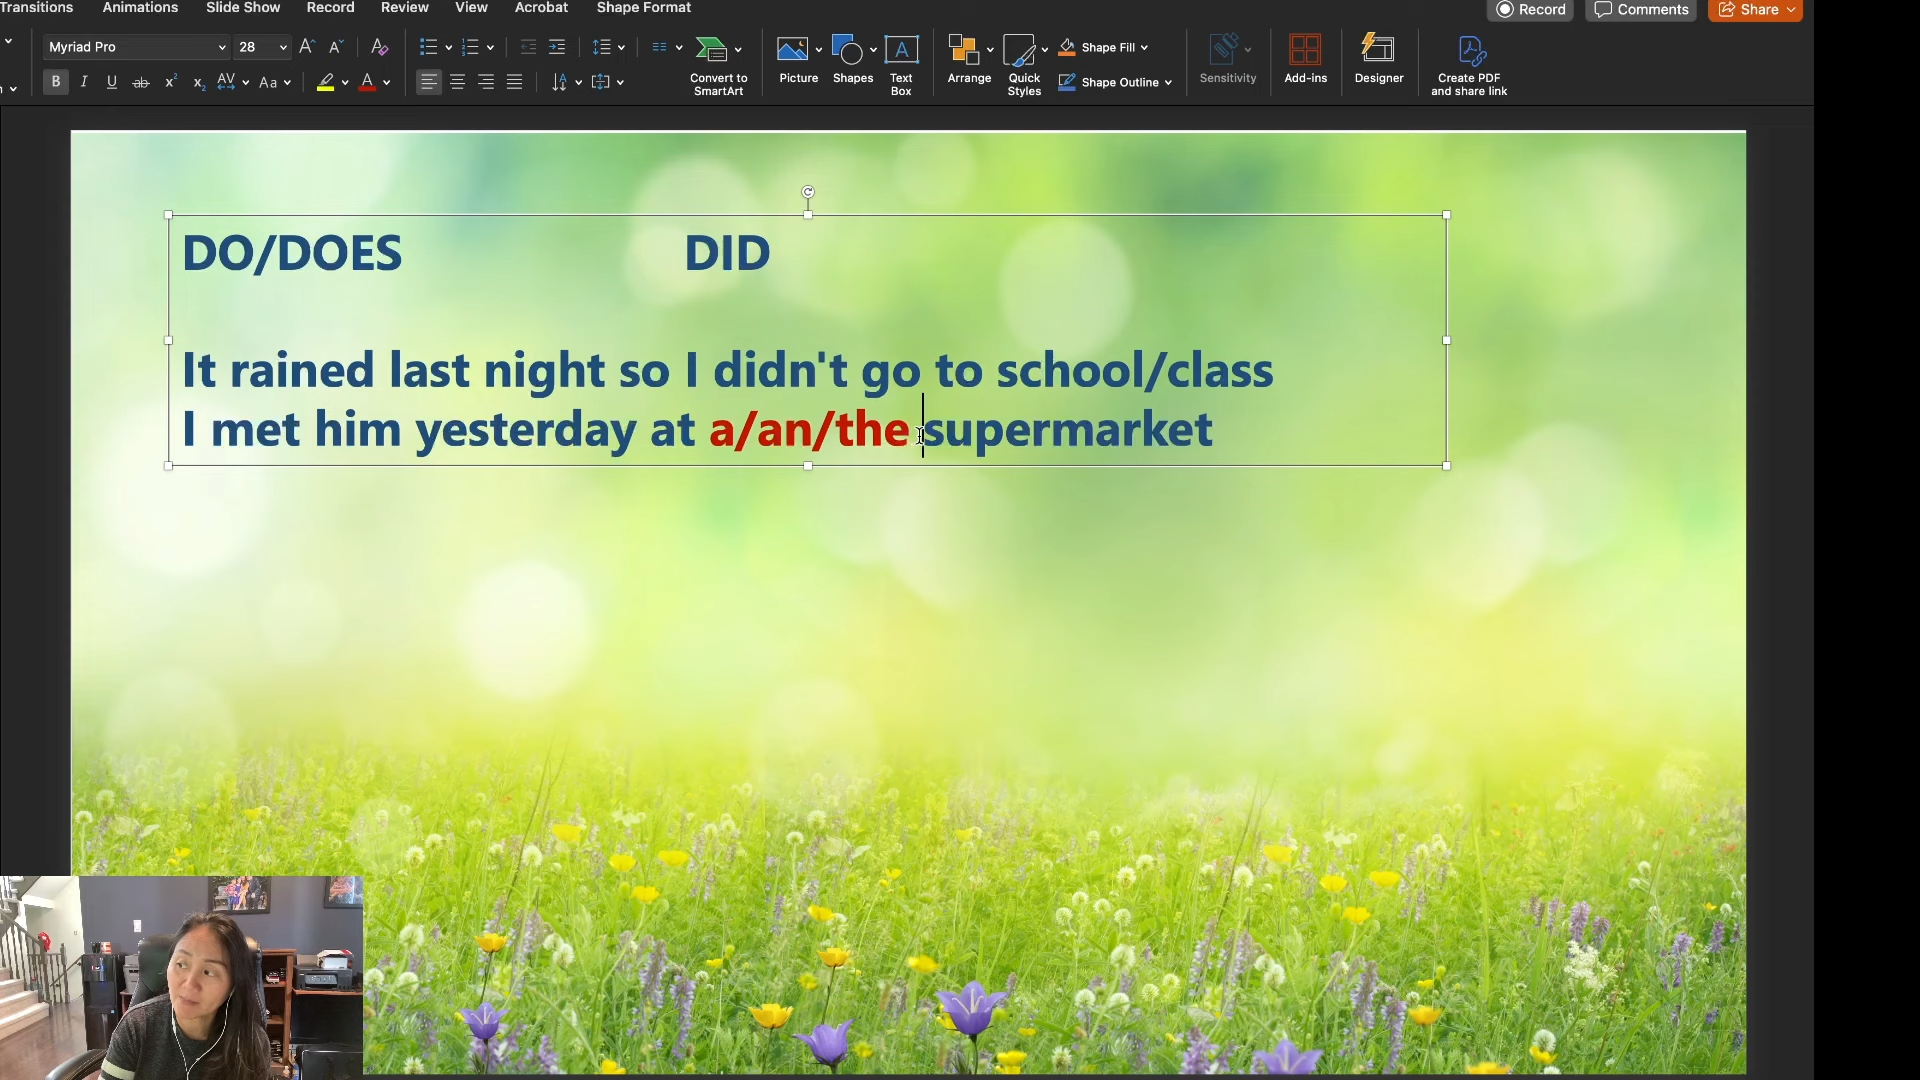 Transitions Animations Slide Show Record Review View Acrobat Shape Format Record Comments Share
Myriad Pro 28
Convert to SmartArt
Picture
Shapes
Text Box
Arrange
Quick Styles
Shape Fill
Shape Outline
Sensitivity
Add-ins
Designer
Create PDF and share link
DO/DOES DID
It rained last night so I didn't go to school/class
I met him yesterday at a/an/the supermarket